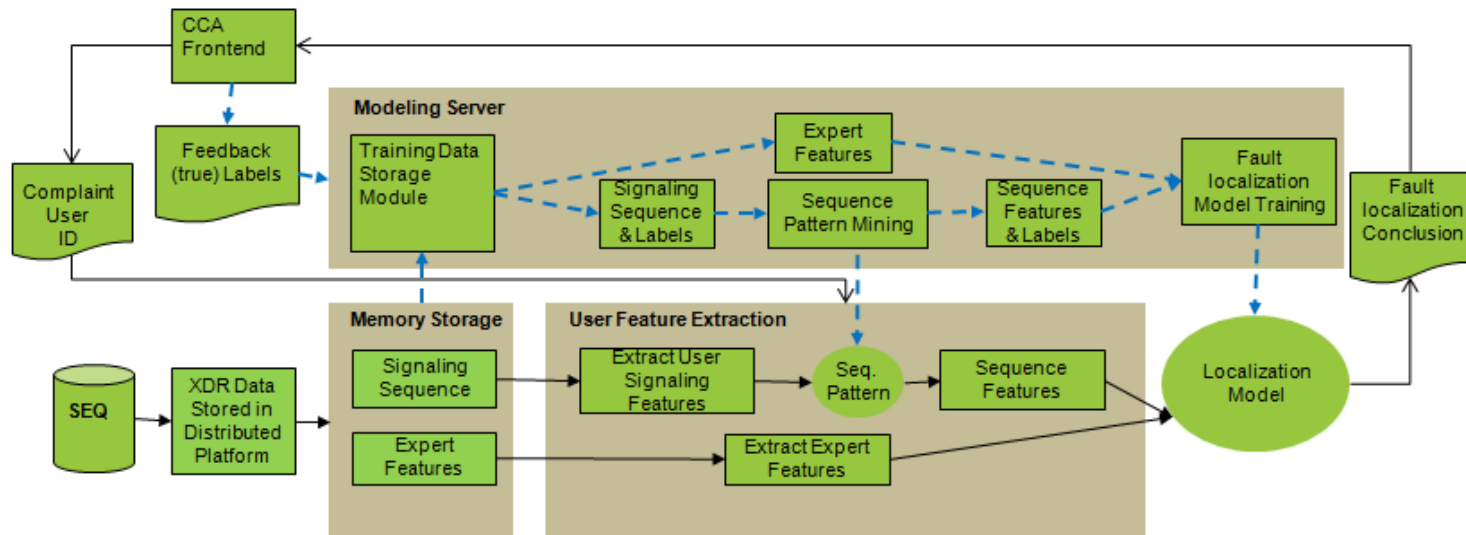 CCA
Frontend
Modeling Server
Feedback
(true) Labels
Training Data
Storage
Module
Expert
Features
Signaling
Sequence
& Labels
Sequence
Pattern Mining
Sequence
Features
& Labels
Fault
localization
Model Training
Complaint
User
ID
Fault
localization
Conclusion
Memory Storage
User Feature Extraction
SEQ
XDR Data
Stored in
Distributed
Platform
Signaling
Sequence
Extract User
Signaling
Features
Seq.
Pattern
Sequence
Features
Localization
Model
Expert
Features
Extract Expert
Features